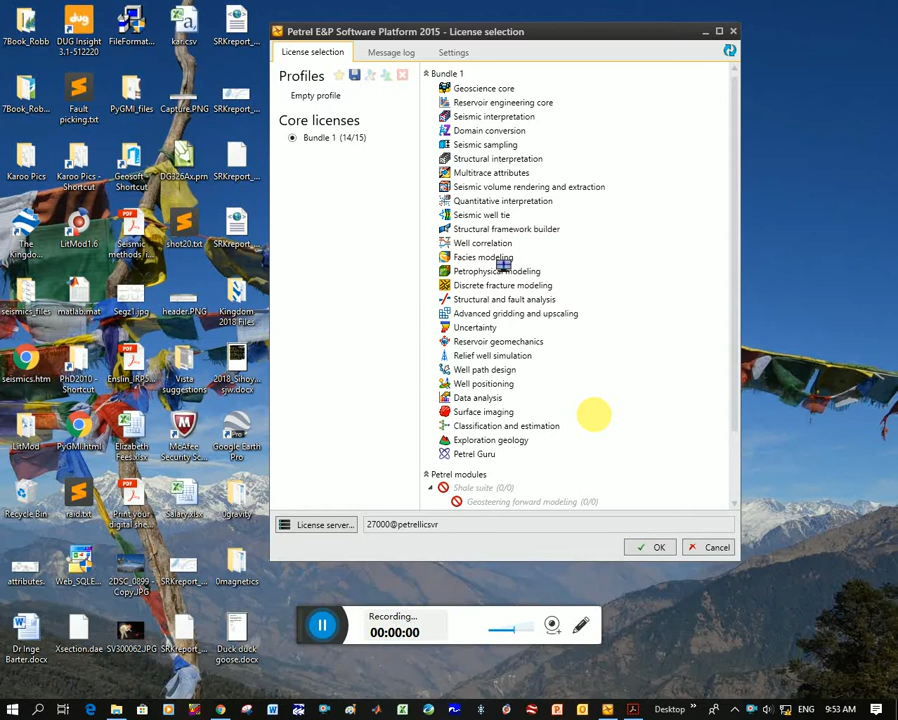 Petrel E&P Software Platform 2015 - License selection
License selection
Message log
Settings
Profiles
Empty profile
Core licenses
Bundle 1 (14/15)
Bundle 1
Geoscience core
Reservoir engineering core
Seismic interpretation
Domain conversion
Seismic sampling
Structural interpretation
Multitrace attributes
Seismic volume rendering and extraction
Quantitative interpretation
Seismic well tie
Structural framework builder
Well correlation
Facies modeling
Petrophysical modeling
Discrete fracture modeling
Structural and fault analysis
Advanced gridding and upscaling
Uncertainty
Reservoir geomechanics
Relief well simulation
Well path design
Well positioning
Data analysis
Surface imaging
Classification and estimation
Exploration geology
Petrel Guru
Petrel modules
Shale suite (0/0)
Geosteering forward modeling (0/0)
License server...
27000@petrellicsvr
OK
Cancel
Recording...
00:00:00
7Book_Robb
DUG Insight
3.1-512220
FileFormat...
kar.csv
SRKreport_...
7Book_Rob...
Fault
picking.txt
PyGMI_files
Capture.PNG
SRKreport_...
Karoo Pics
Karoo Pics -
Shortcut
Geosoft -
Shortcut
DG326Ax.prn
SRKreport_...
The
Kingdo...
LitMod1.6
Seismic
methods i...
shot20.txt
SRKreport_...
seismics_files
matlab.mat
Segz1.jpg
header.PNG
Kingdom
2018 Files
seismics.htm
PhD2010 -
Shortcut
Enslin_IRP5...
Vista
suggestions
2018_Sihoy...
sjw.docx
LitMod
PyGMI.html
Elizabeth
Fees.xlsx
McAfee
Security Sc...
Google Earth
Pro
Recycle Bin
raid.txt
Print your
digital she...
Salary.xlsx
0gravity
attributes.
Web_SQLE...
2DSC_0899 -
Copy.JPG
SRKreport_...
0magnetics
Dr Inge
Barter.docx
Xsection.dae
SV300062.JPG
SRKreport_...
Duck duck
goose.docx
Desktop
ENG
9:53 AM